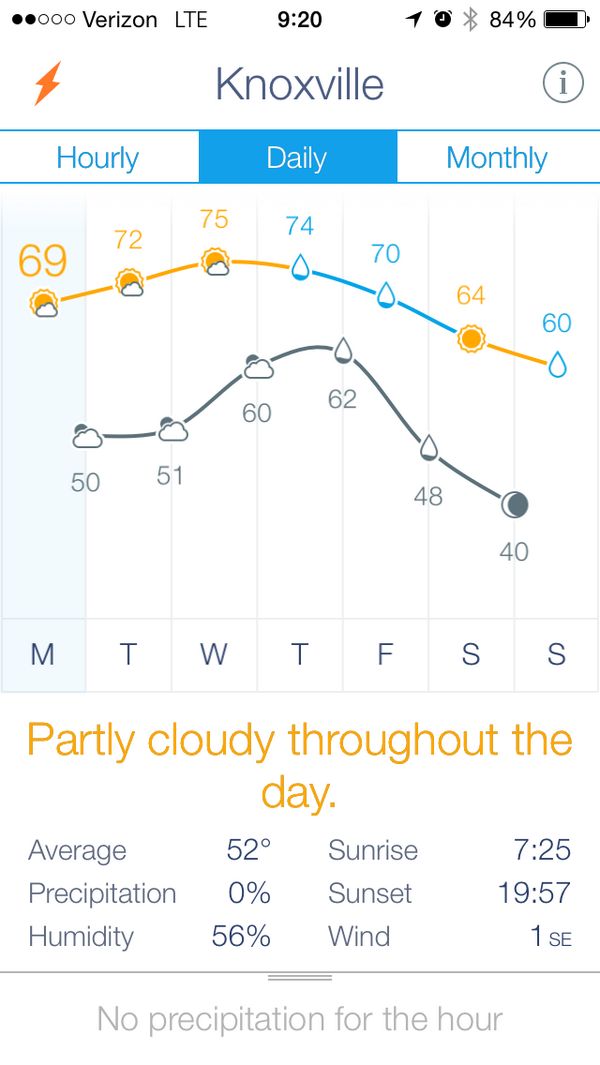 Verizon LTE 9:20 84%
Knoxville i
Hourly Daily Monthly
69 72 75 74 70 64 60
50 51 60 62 48 40
M T W T F S S
Partly cloudy throughout the
day.
Average 52° Sunrise 7:25
Precipitation 0% Sunset 19:57
Humidity 56% Wind 1 SE
No precipitation for the hour